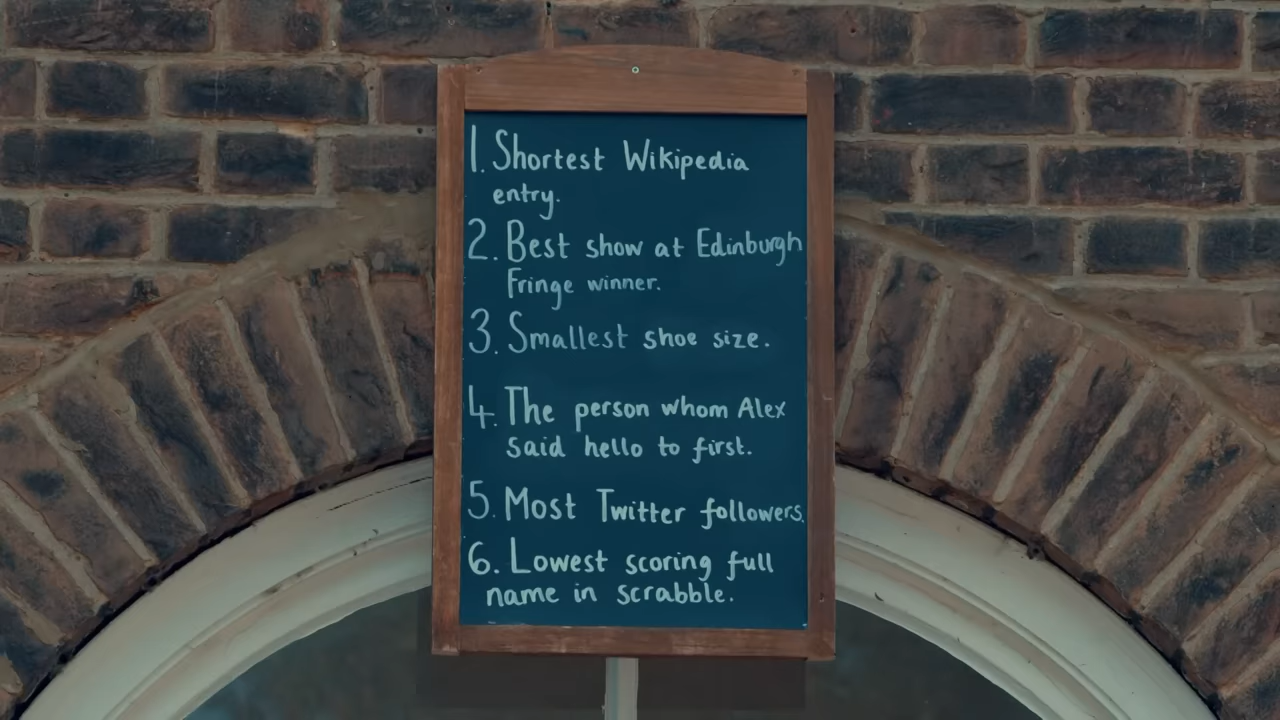 1. Shortest Wikipedia
entry.
2. Best show at Edinburgh
Fringe winner.
3. Smallest shoe size.
4. The person whom Alex
said hello to first.
5. Most Twitter followers.
6. Lowest scoring full
name in scrabble.